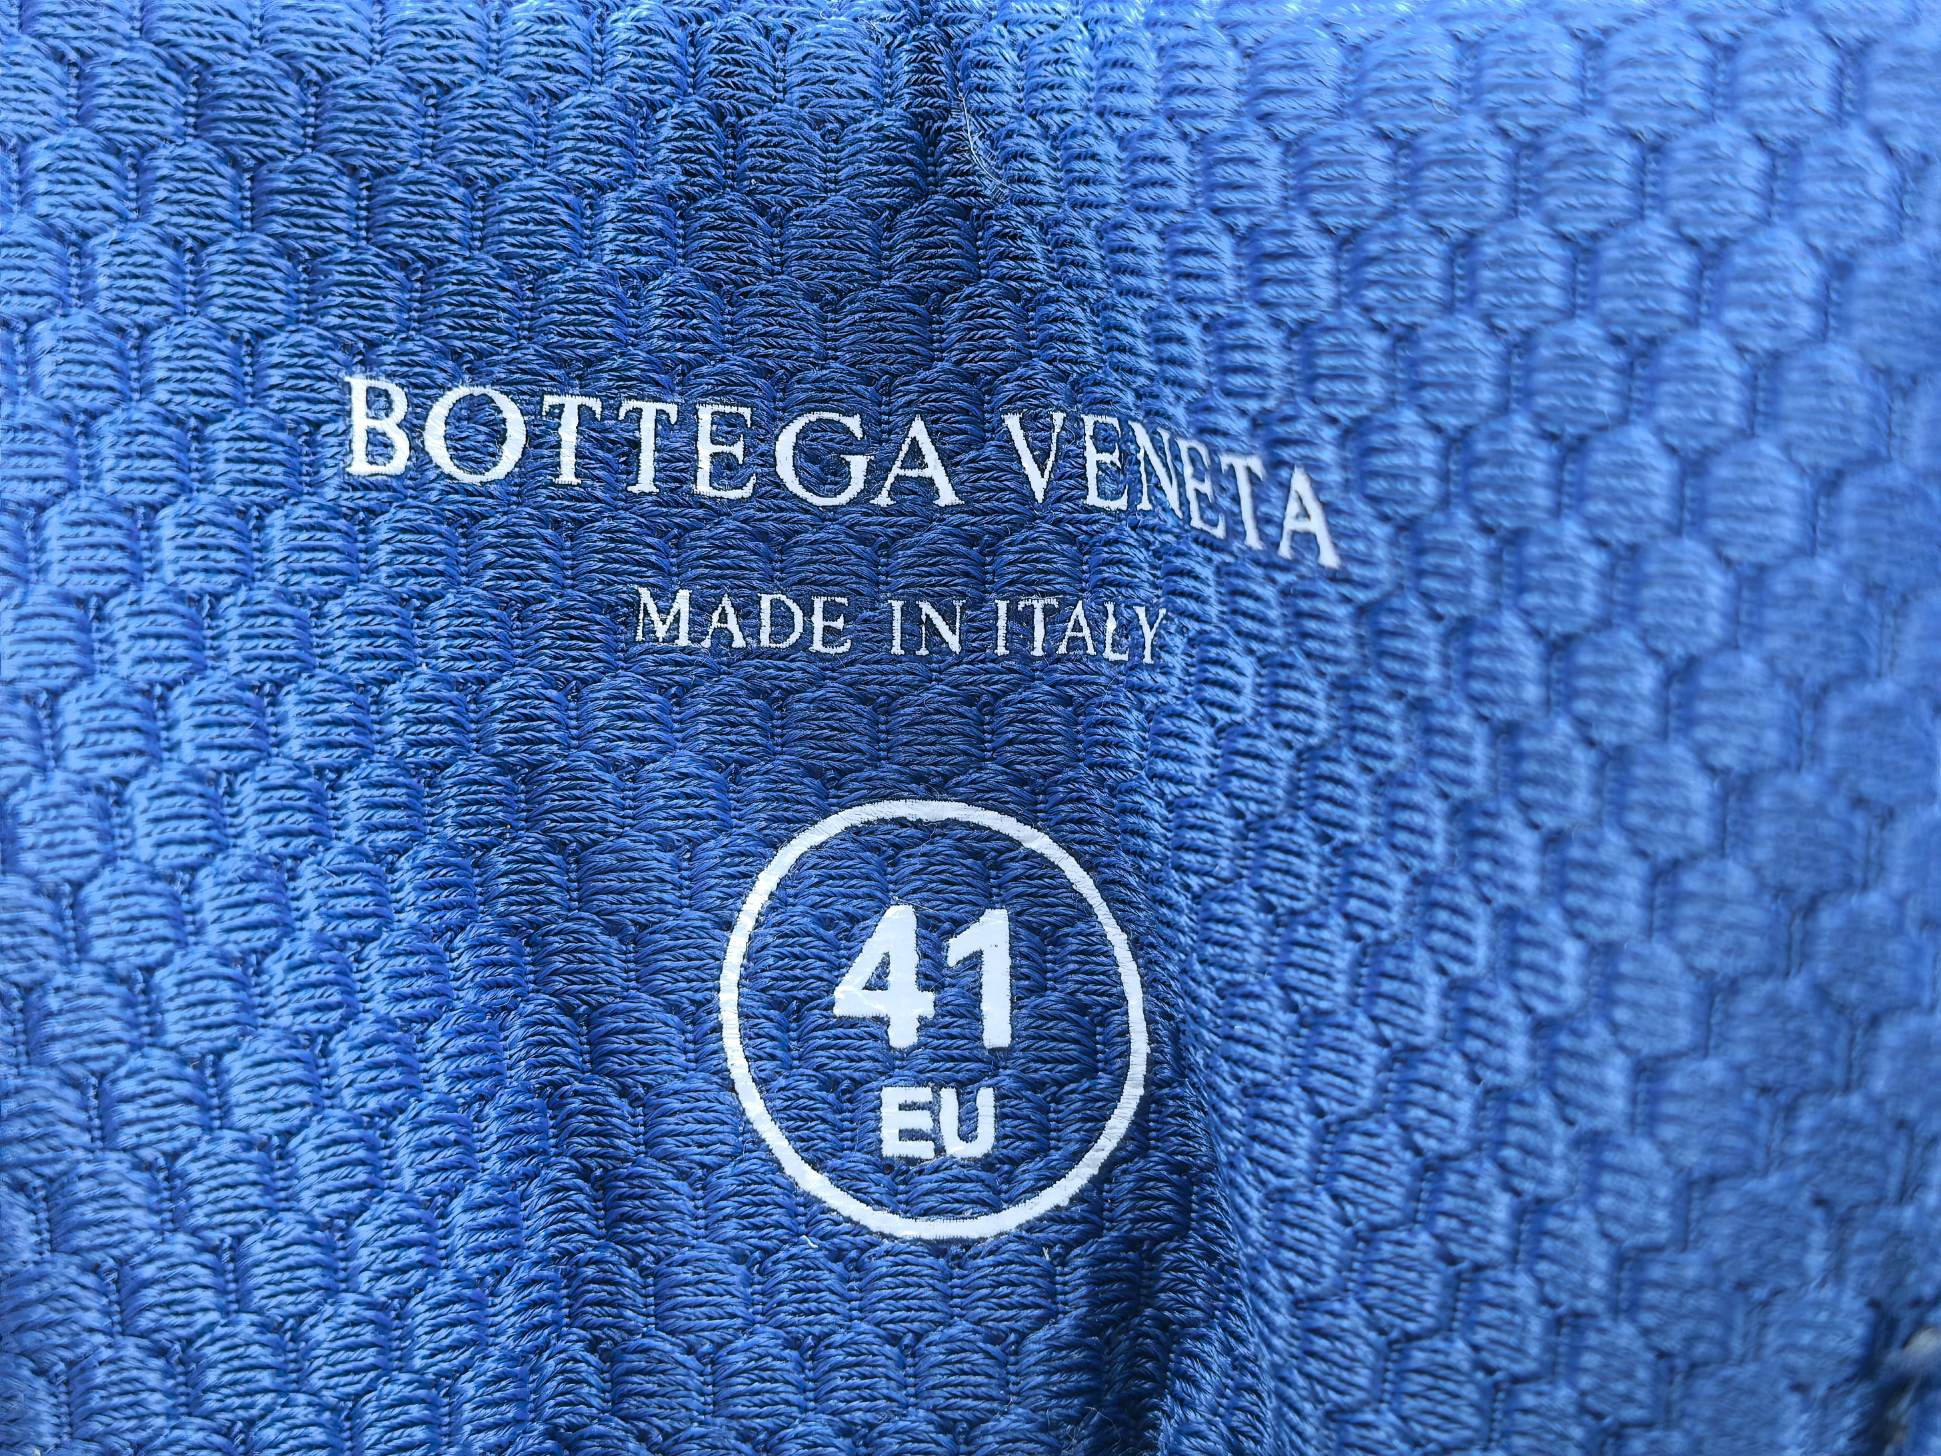 BOTTEGA VENETA
MADE IN ITALY
41
EU